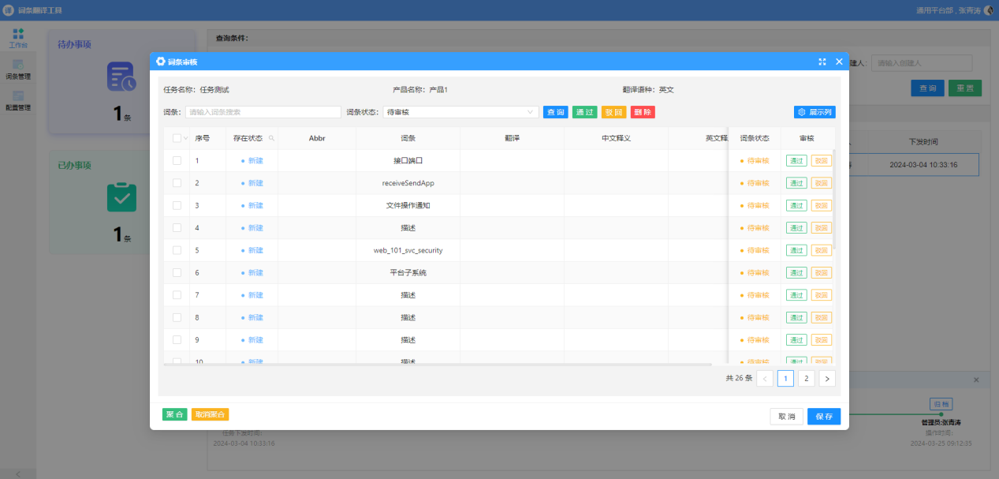 译 词条翻译工具
通用平台部 , 张青涛
工作台
词条管理
配置管理
待办事项
1 条
已办事项
1 条
查询条件:
建人: 请输入创建人
查 询 重 置
下发时间
2024-03-04 10:33:16
词条审核
任务名称: 任务测试 产品名称: 产品1 翻译语种: 英文
词条: 请输入词条搜索 词条状态: 待审核 查 询 通 过 驳 回 删 除 展示列
序号 存在状态 Abbr 词条 翻译 中文释义 英文释 词条状态 审核
1 新建 接口端口 待审核 通过 驳回
2 新建 receiveSendApp 待审核 通过 驳回
3 新建 文件操作通知 待审核 通过 驳回
4 新建 描述 待审核 通过 驳回
5 新建 web_101_svc_security 待审核 通过 驳回
6 新建 平台子系统 待审核 通过 驳回
7 新建 描述 待审核 通过 驳回
8 新建 描述 待审核 通过 驳回
9 新建 描述 待审核 通过 驳回
10 新建 描述 待审核 通过 驳回
共 26 条 < 1 2 >
聚 合 取消聚合 取 消 保 存
归 档
管理员:张青涛
任务下发时间: 操作时间:
2024-03-04 10:33:16 2024-03-25 09:12:35